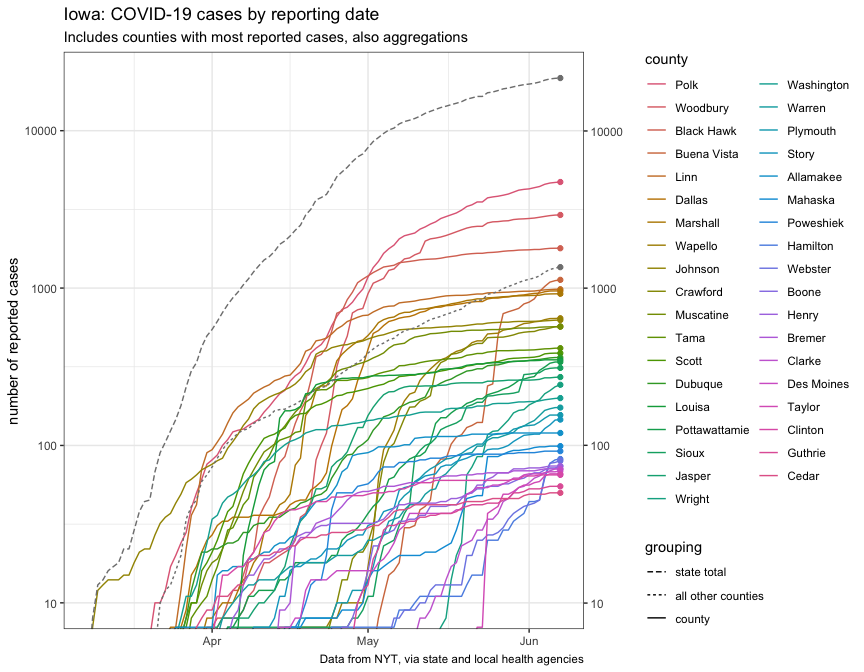 Iowa: COVID-19 cases by reporting date
Includes counties with most reported cases, also aggregations
number of reported cases
10000
1000
100
10
10000
1000
100
10
Apr
May
Jun
Data from NYT, via state and local health agencies
county
Polk
Woodbury
Black Hawk
Buena Vista
Linn
Dallas
Marshall
Wapello
Johnson
Crawford
Muscatine
Tama
Scott
Dubuque
Louisa
Pottawattamie
Sioux
Jasper
Wright
Washington
Warren
Plymouth
Story
Allamakee
Mahaska
Poweshiek
Hamilton
Webster
Boone
Henry
Bremer
Clarke
Des Moines
Taylor
Clinton
Guthrie
Cedar
grouping
state total
all other counties
county